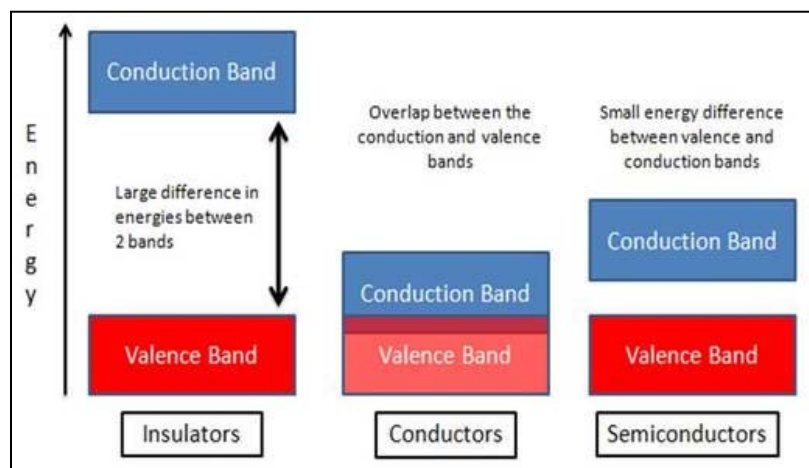 Energy
Conduction Band
Large difference in
energies between
2 bands
Valence Band
Insulators
Overlap between the
conduction and valence
bands
Conduction Band
Valence Band
Conductors
Small energy difference
between valence and
conduction bands
Conduction Band
Valence Band
Semiconductors